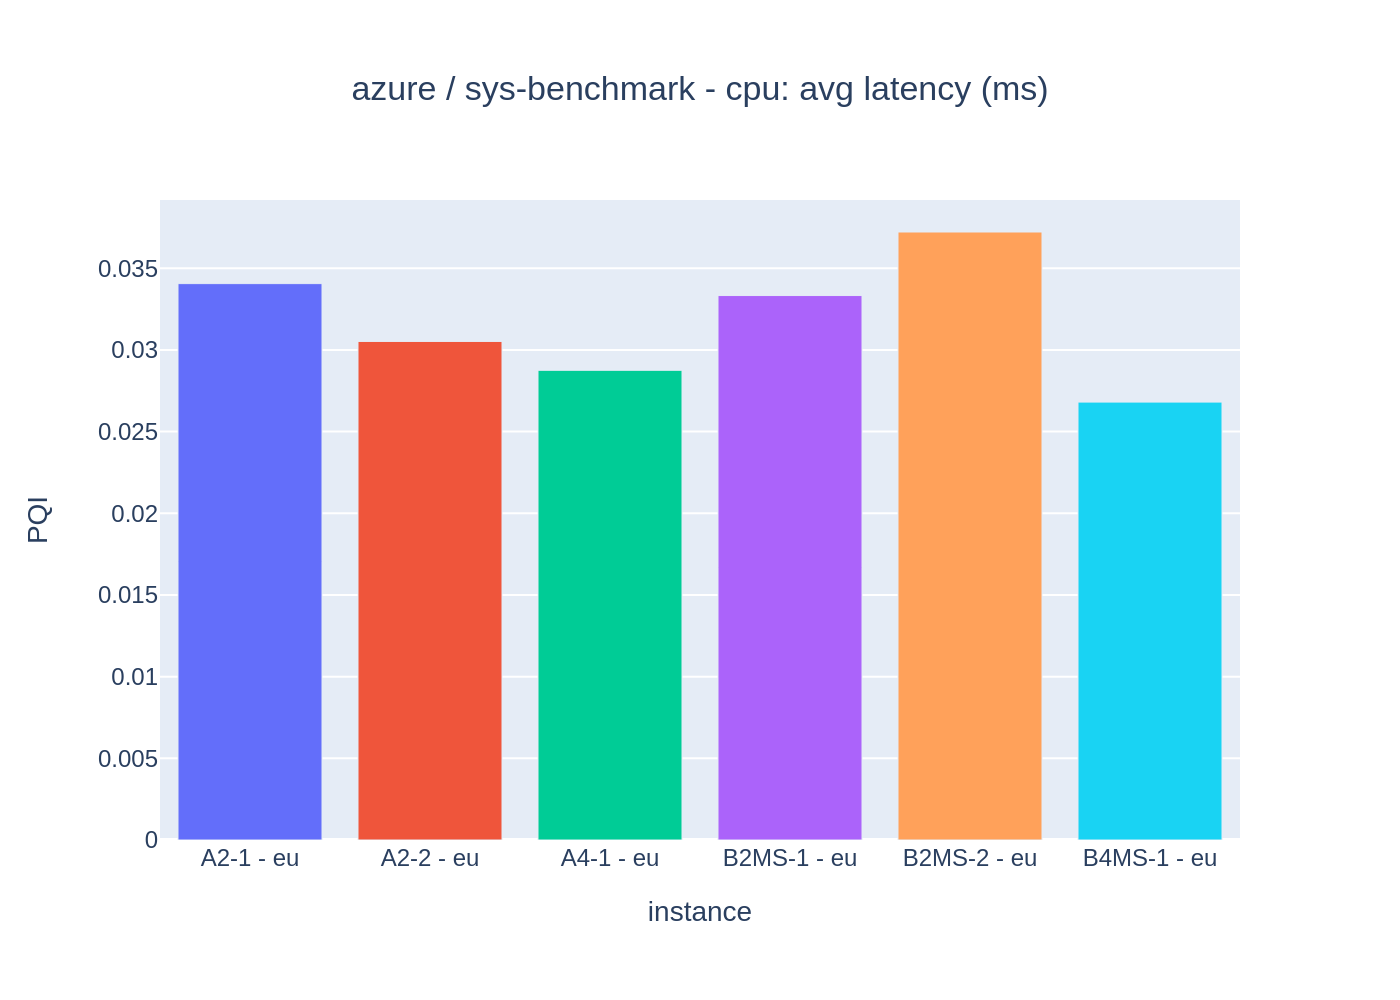 azure / sys-benchmark - cpu: avg latency (ms)
PQI
0.035
0.03
0.025
0.02
0.015
0.01
0.005
0
A2-1 - eu
A2-2 - eu
A4-1 - eu
B2MS-1 - eu
B2MS-2 - eu
B4MS-1 - eu
instance